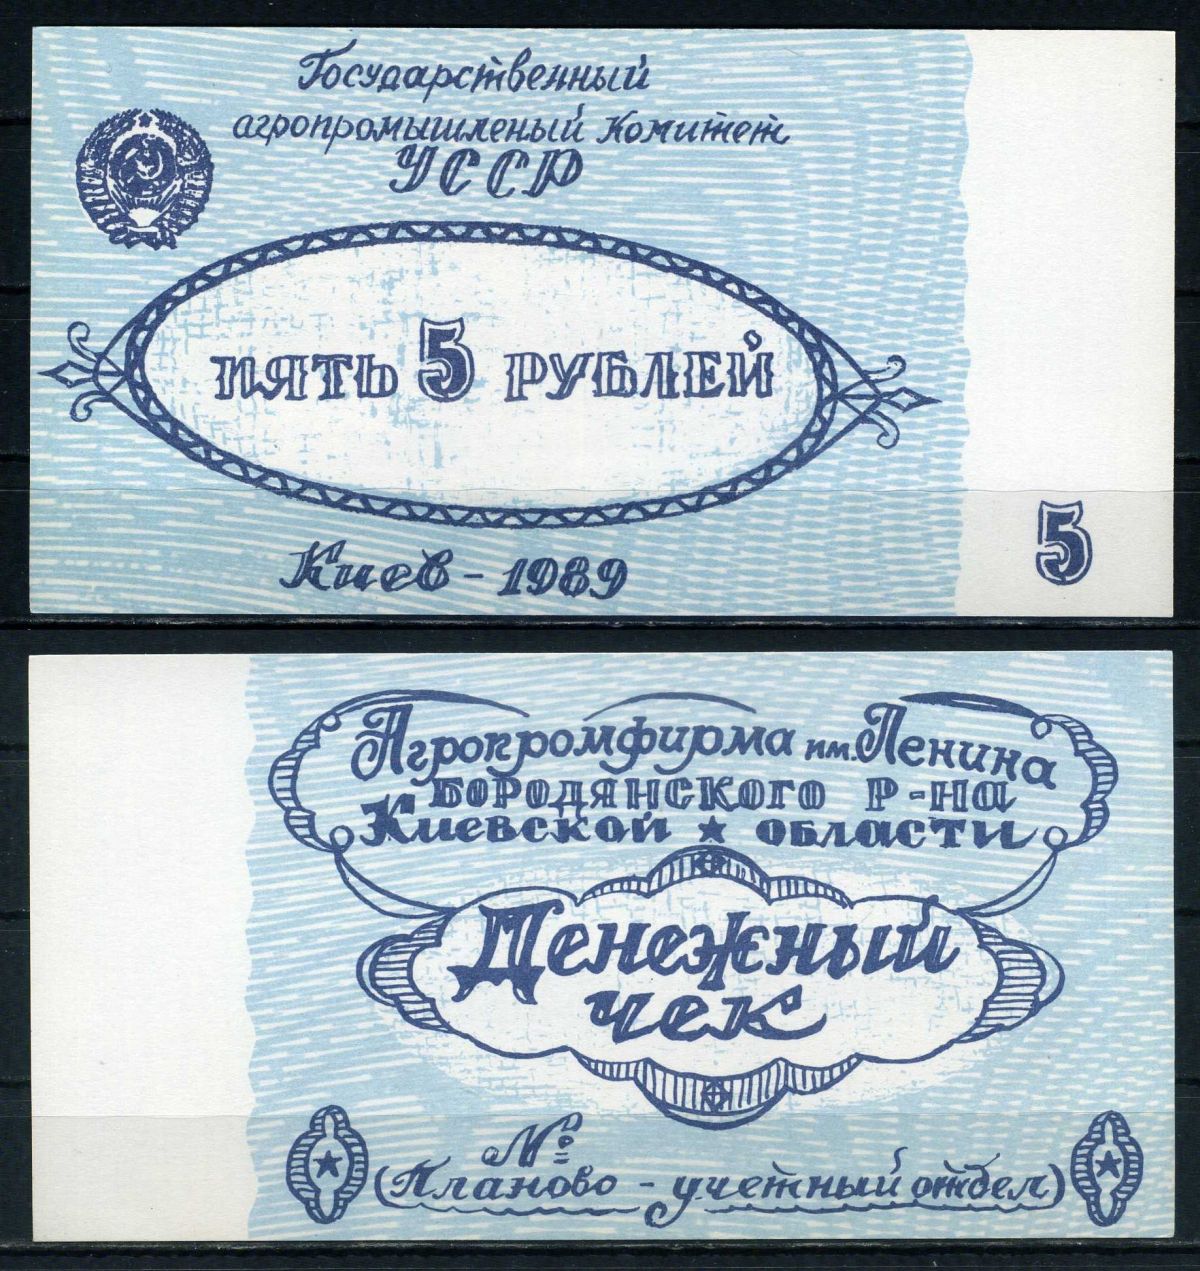 Государственный
агропромышленый комитет
УССР
ПЯТЬ 5 РУБЛЕЙ
Киев - 1989
5
Агропромфирма им. Ленина
БОРОДЯНСКОГО Р-НА
Киевской ★ области
Денежный
чек
№
(Планово - учетный отдел)